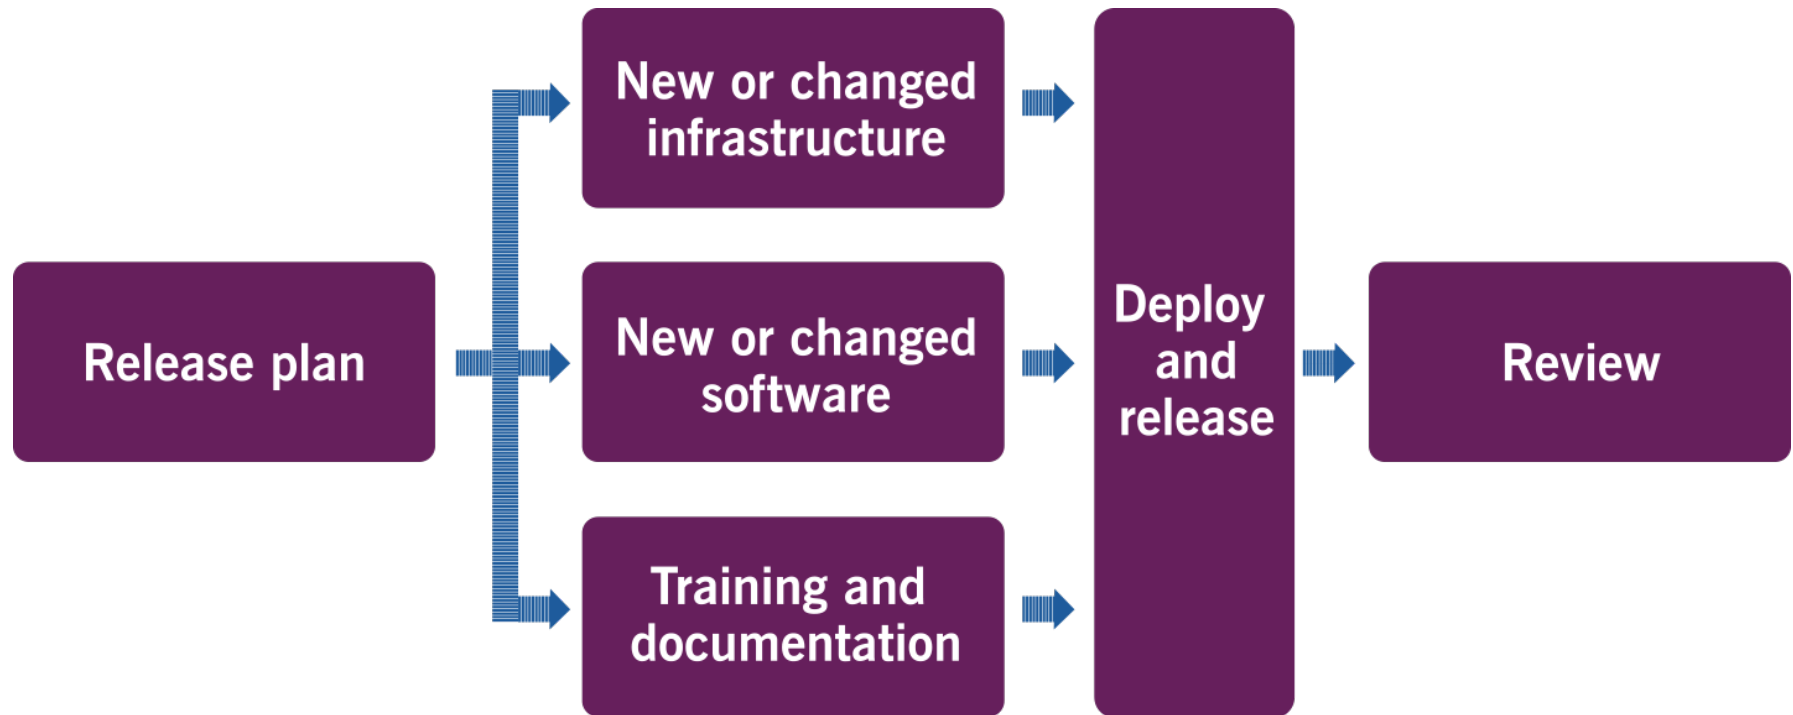 Release plan
New or changed
infrastructure
New or changed
software
Training and
documentation
Deploy
and
release
Review